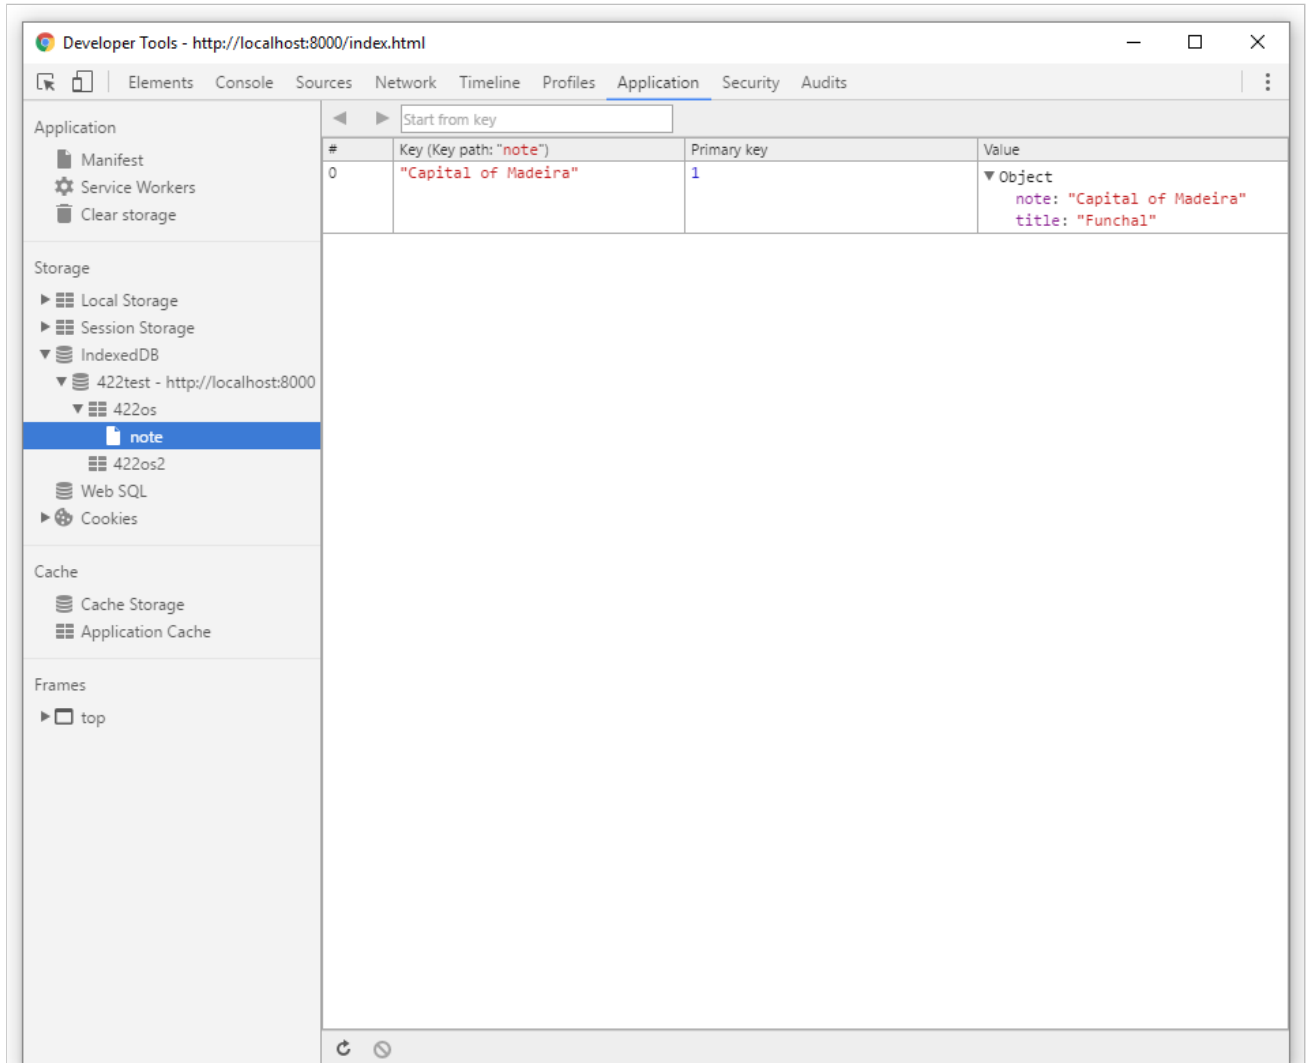 Developer Tools - http://localhost:8000/index.html
Elements Console Sources Network Timeline Profiles Application Security Audits
Application
Manifest
Service Workers
Clear storage
Storage
Local Storage
Session Storage
IndexedDB
422test - http://localhost:8000
422os
note
422os2
Web SQL
Cookies
Cache
Cache Storage
Application Cache
Frames
top
Start from key
# Key (Key path: "note") Primary key Value
0 "Capital of Madeira" 1 Object
note: "Capital of Madeira"
title: "Funchal"